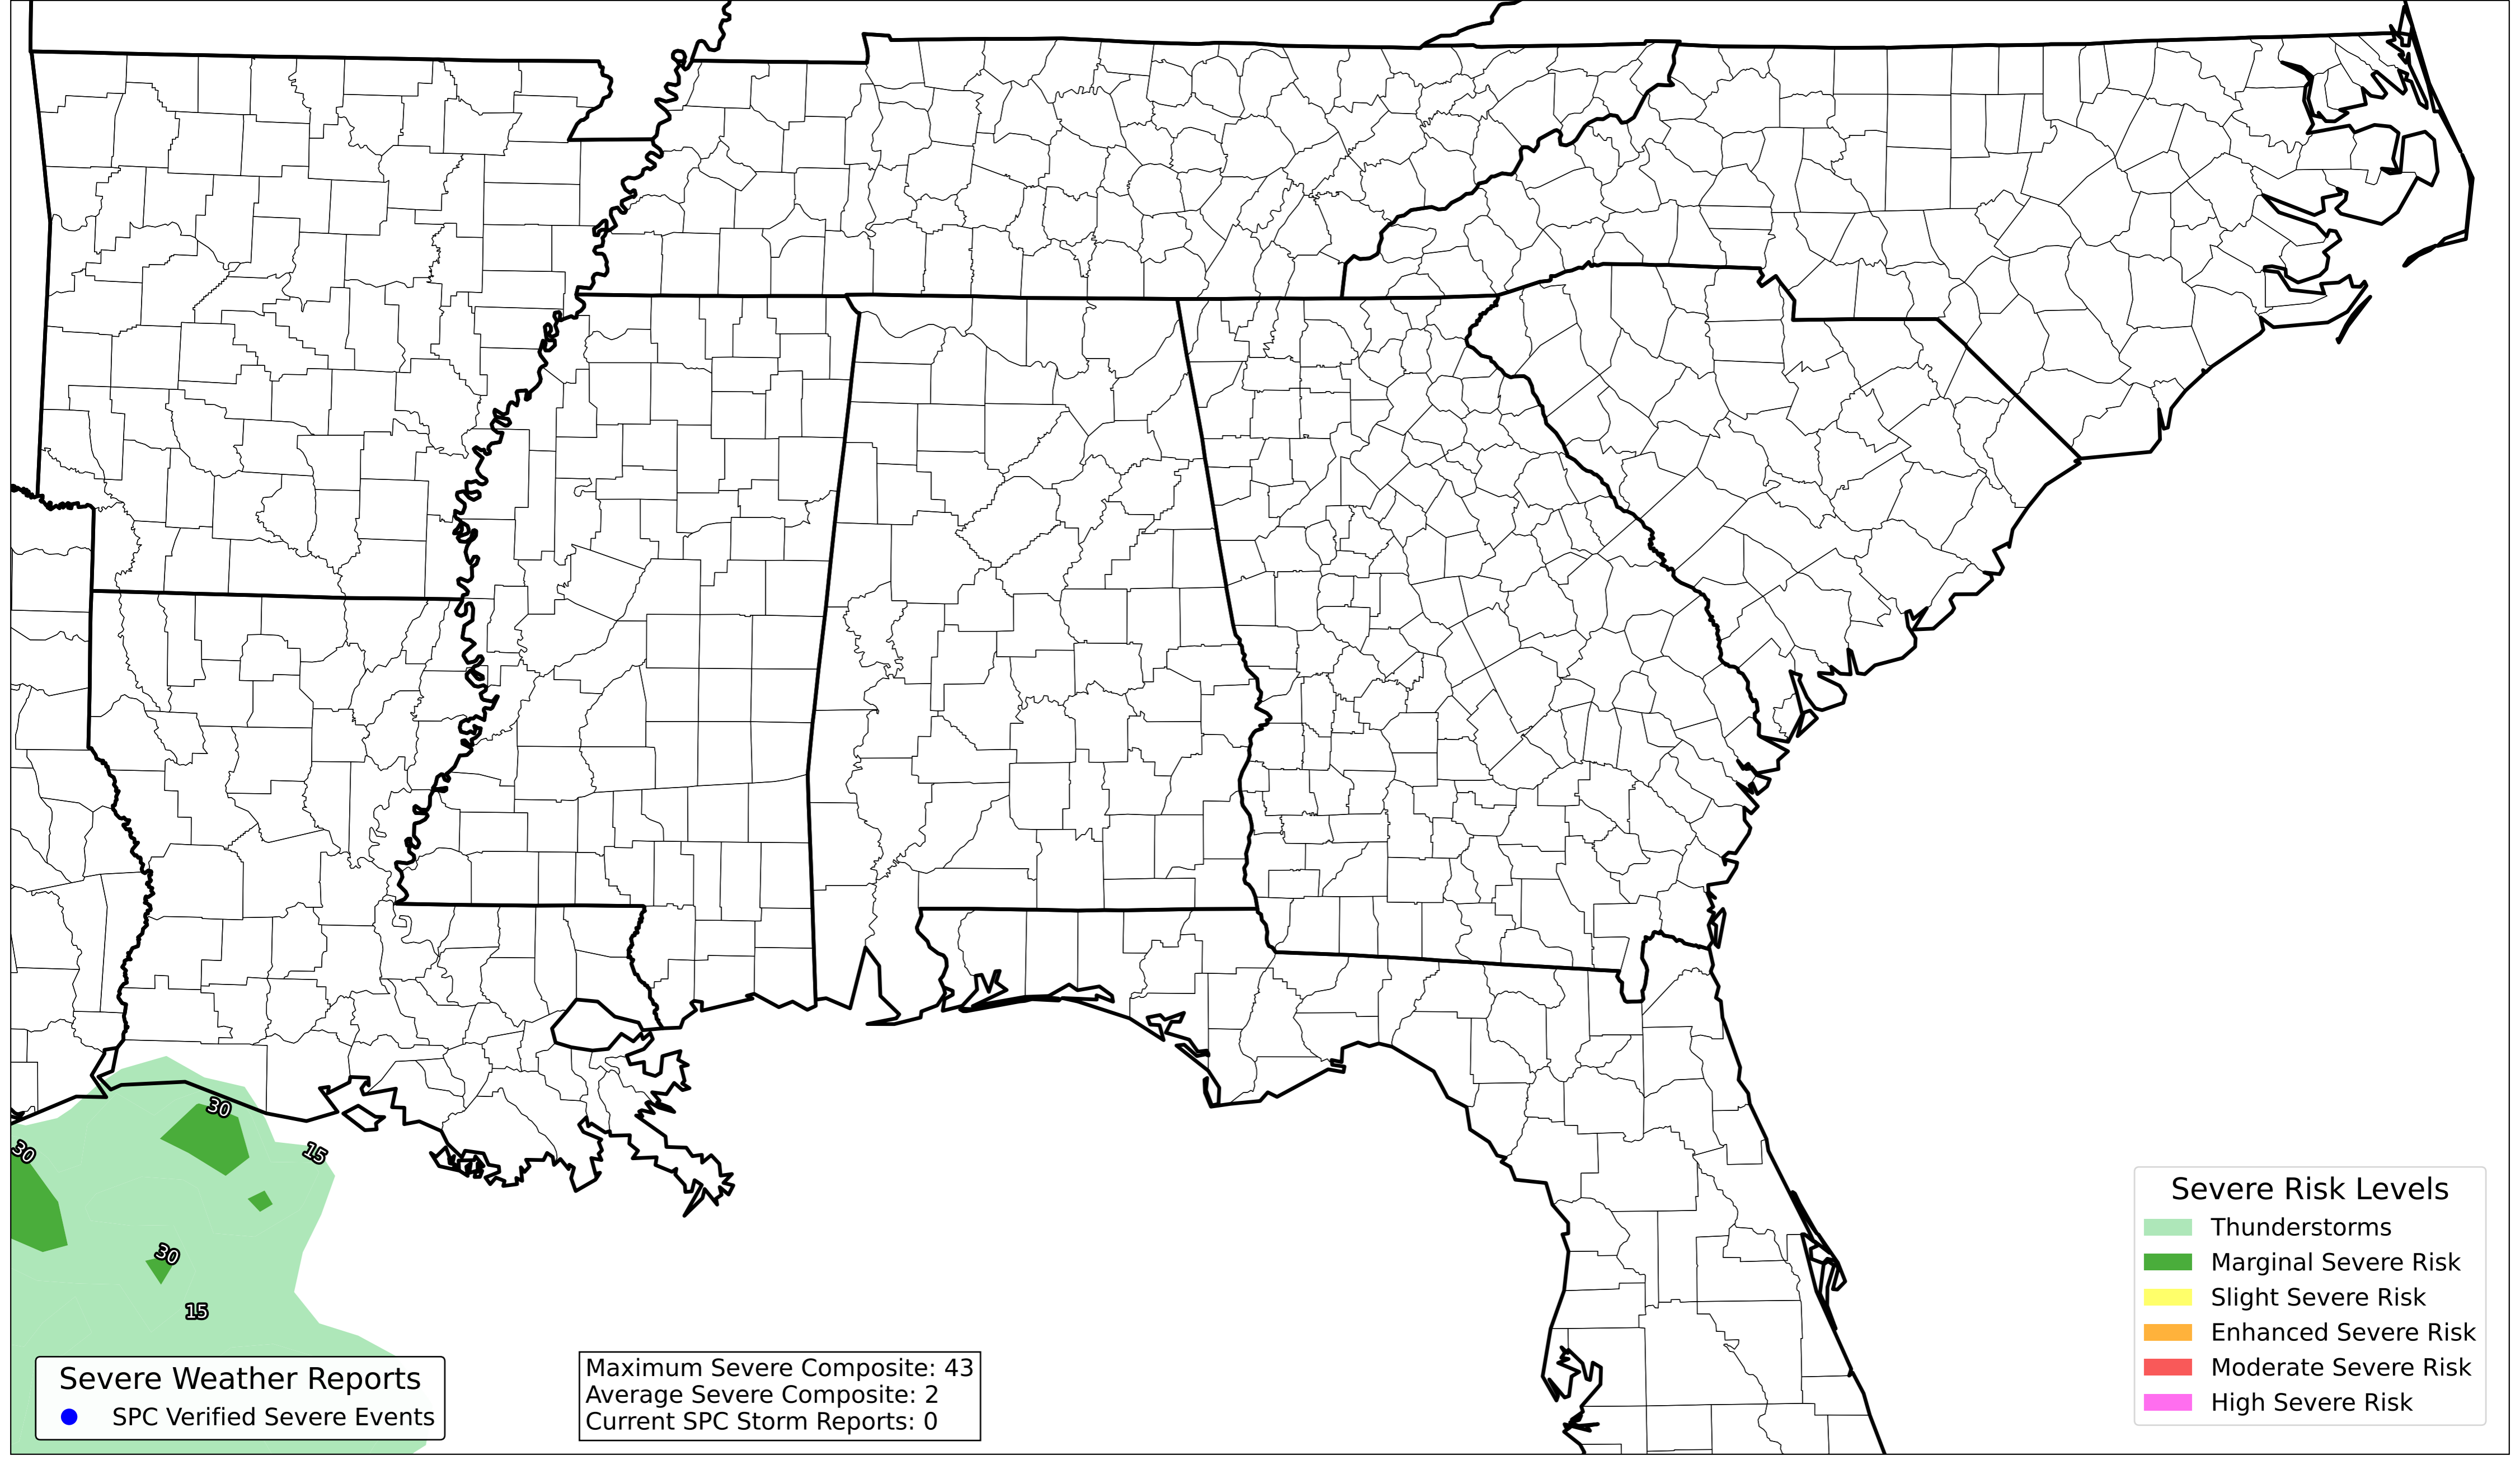 30
30
15
30
15
Severe Weather Reports
SPC Verified Severe Events
Maximum Severe Composite: 43
Average Severe Composite: 2
Current SPC Storm Reports: 0
Severe Risk Levels
Thunderstorms
Marginal Severe Risk
Slight Severe Risk
Enhanced Severe Risk
Moderate Severe Risk
High Severe Risk